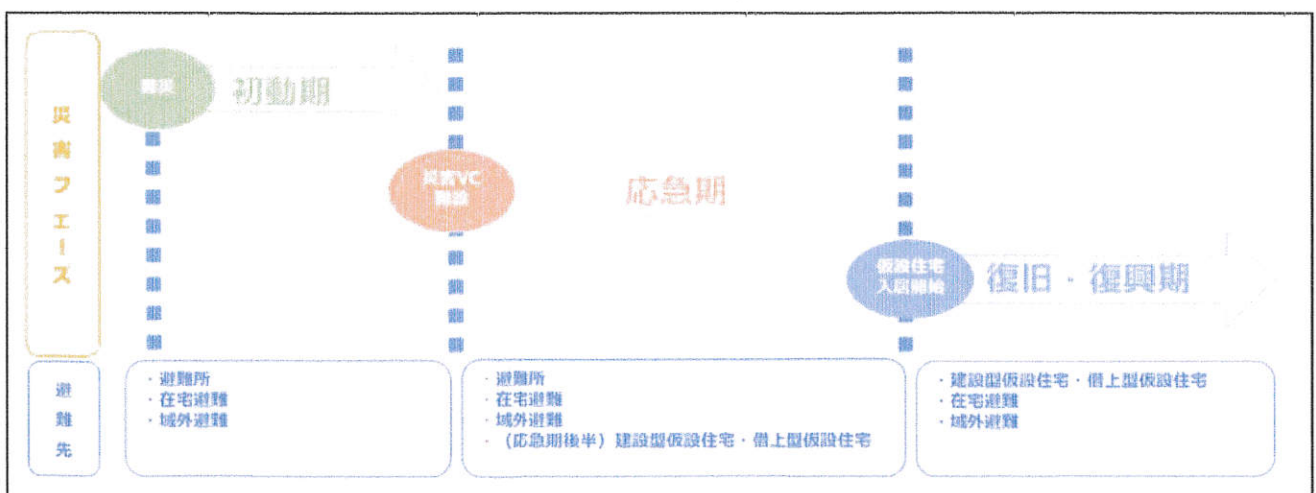 災害フェーズ
初動期
災害VC
応急期
仮設住宅
入居開始
復旧・復興期
避難先
・避難所
・在宅避難
・域外避難
・避難所
・在宅避難
・域外避難
・（応急期後半）建設型仮設住宅・借上型仮設住宅
・建設型仮設住宅・借上型仮設住宅
・在宅避難
・域外避難